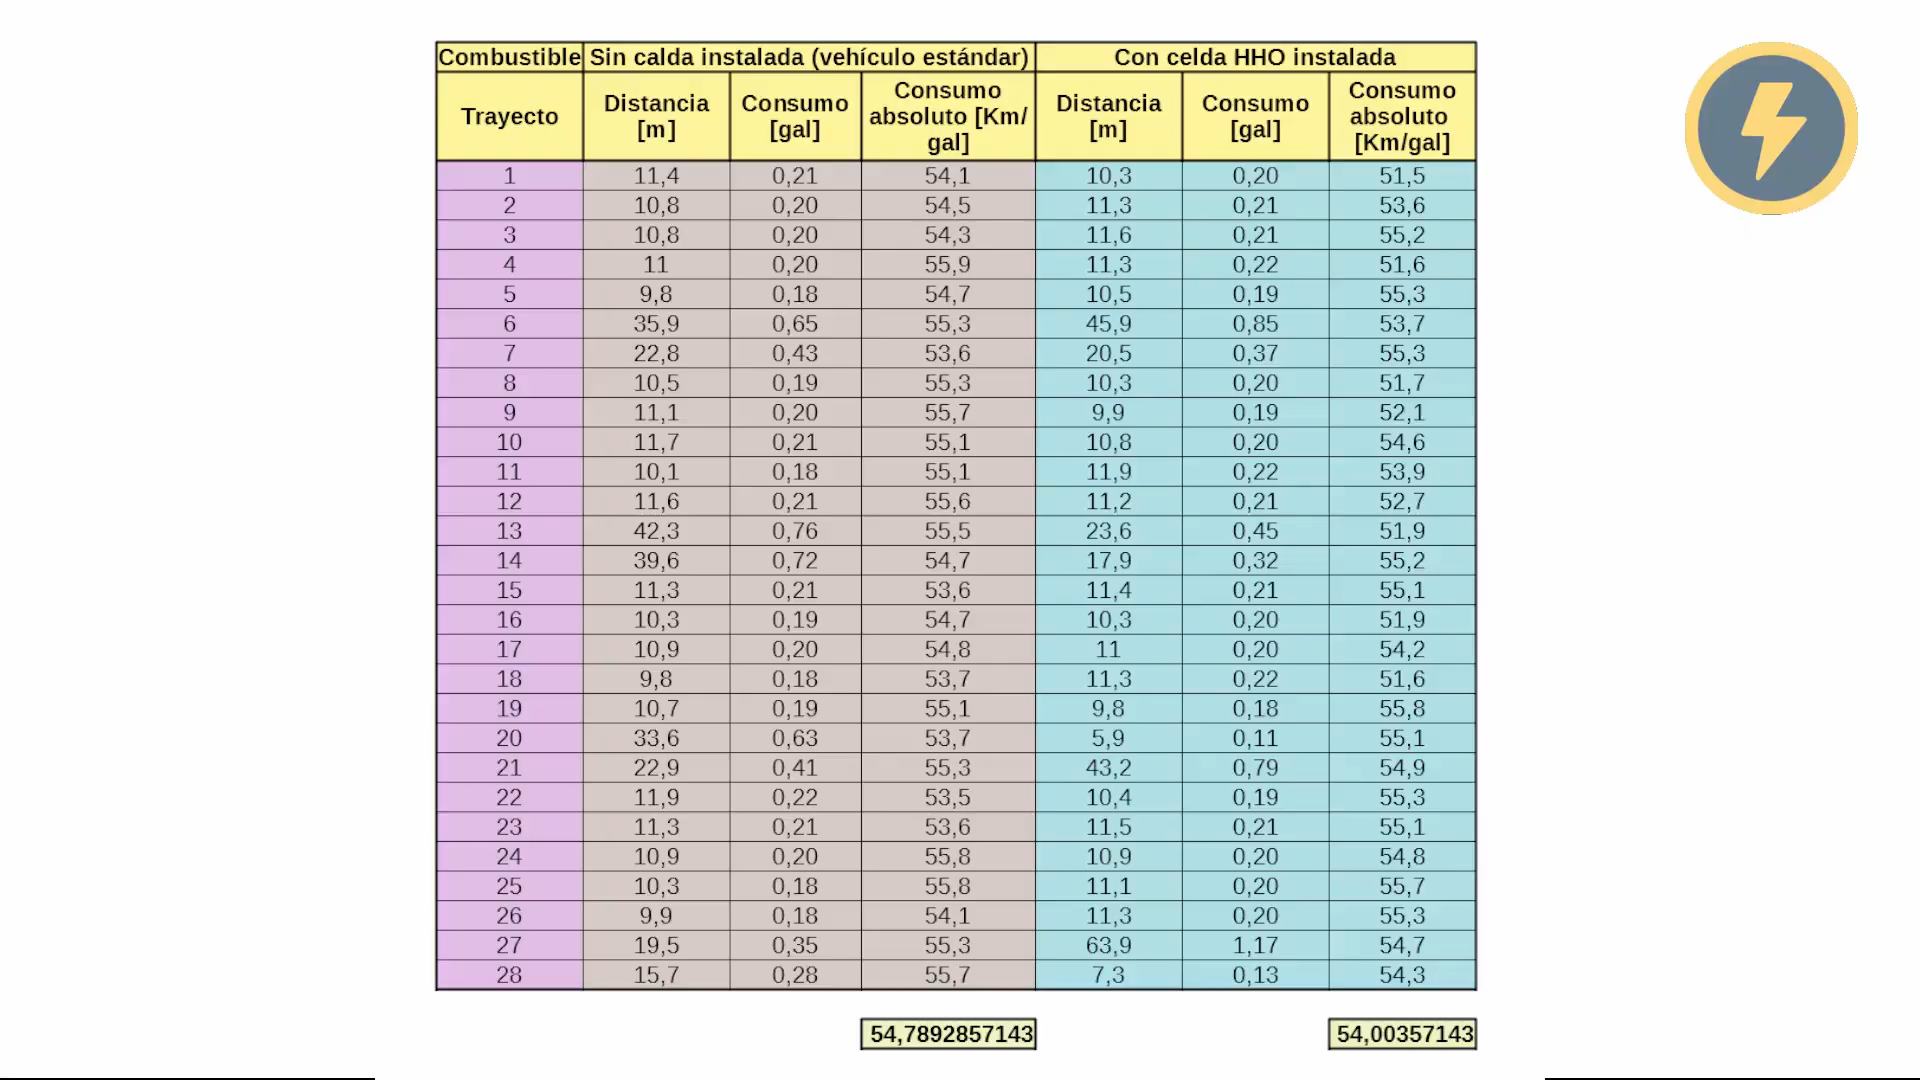 Combustible Sin calda instalada (vehículo estándar) Con celda HHO instalada
Trayecto Distancia [m] Consumo [gal] Consumo absoluto [Km/ gal] Distancia [m] Consumo [gal] Consumo absoluto [Km/gal]
1 11,4 0,21 54,1 10,3 0,20 51,5
2 10,8 0,20 54,5 11,3 0,21 53,6
3 10,8 0,20 54,3 11,6 0,21 55,2
4 11 0,20 55,9 11,3 0,22 51,6
5 9,8 0,18 54,7 10,5 0,19 55,3
6 35,9 0,65 55,3 45,9 0,85 53,7
7 22,8 0,43 53,6 20,5 0,37 55,3
8 10,5 0,19 55,3 10,3 0,20 51,7
9 11,1 0,20 55,7 9,9 0,19 52,1
10 11,7 0,21 55,1 10,8 0,20 54,6
11 10,1 0,18 55,1 11,9 0,22 53,9
12 11,6 0,21 55,6 11,2 0,21 52,7
13 42,3 0,76 55,5 23,6 0,45 51,9
14 39,6 0,72 54,7 17,9 0,32 55,2
15 11,3 0,21 53,6 11,4 0,21 55,1
16 10,3 0,19 54,7 10,3 0,20 51,9
17 10,9 0,20 54,8 11 0,20 54,2
18 9,8 0,18 53,7 11,3 0,22 51,6
19 10,7 0,19 55,1 9,8 0,18 55,8
20 33,6 0,63 53,7 5,9 0,11 55,1
21 22,9 0,41 55,3 43,2 0,79 54,9
22 11,9 0,22 53,5 10,4 0,19 55,3
23 11,3 0,21 53,6 11,5 0,21 55,1
24 10,9 0,20 55,8 10,9 0,20 54,8
25 10,3 0,18 55,8 11,1 0,20 55,7
26 9,9 0,18 54,1 11,3 0,20 55,3
27 19,5 0,35 55,3 63,9 1,17 54,7
28 15,7 0,28 55,7 7,3 0,13 54,3
54,7892857143 54,00357143